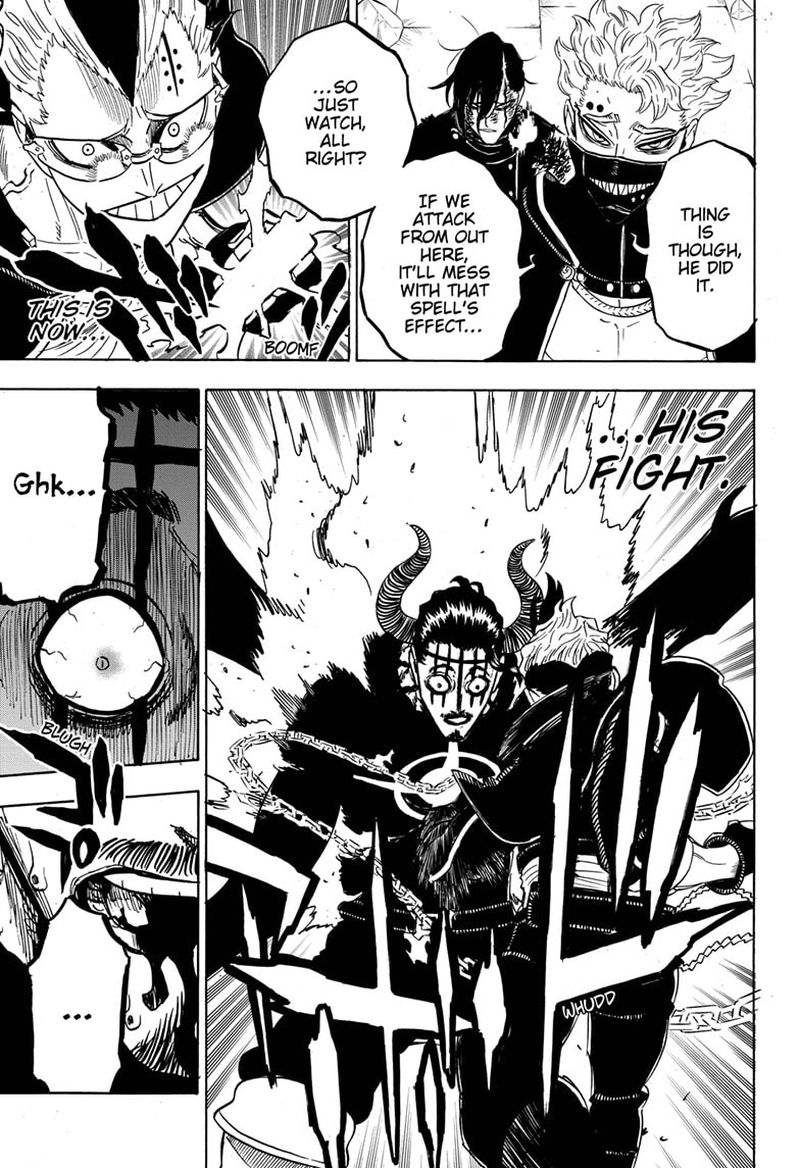 THING
IS
THOUGH,
HE DID
IT.
IF WE
ATTACK
FROM OUT
HERE,
IT'LL MESS
WITH THAT
SPELL'S
EFFECT...
...SO
JUST
WATCH,
ALL
RIGHT?
THIS IS
NOW...
BOOMF
...HIS
FIGHT.
WHUDD
Ghk...
BLUGH
...